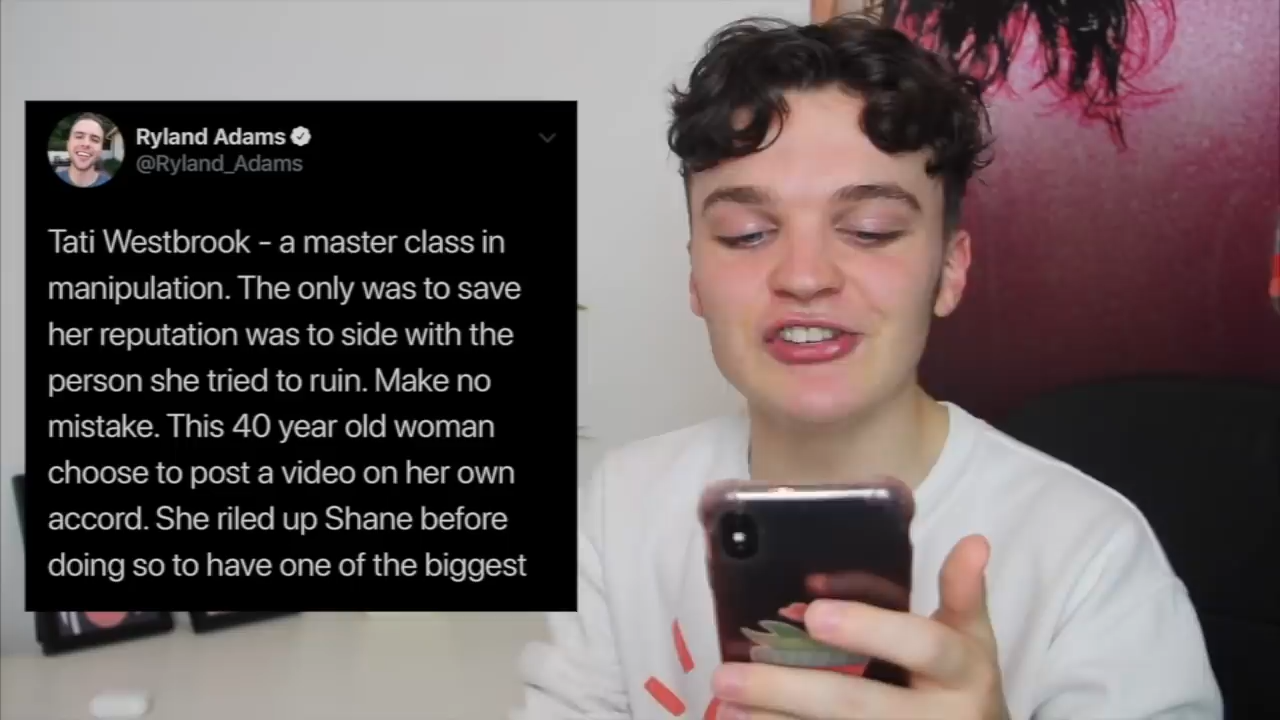 Ryland Adams
@Ryland_Adams
Tati Westbrook - a master class in
manipulation. The only was to save
her reputation was to side with the
person she tried to ruin. Make no
mistake. This 40 year old woman
choose to post a video on her own
accord. She riled up Shane before
doing so to have one of the biggest